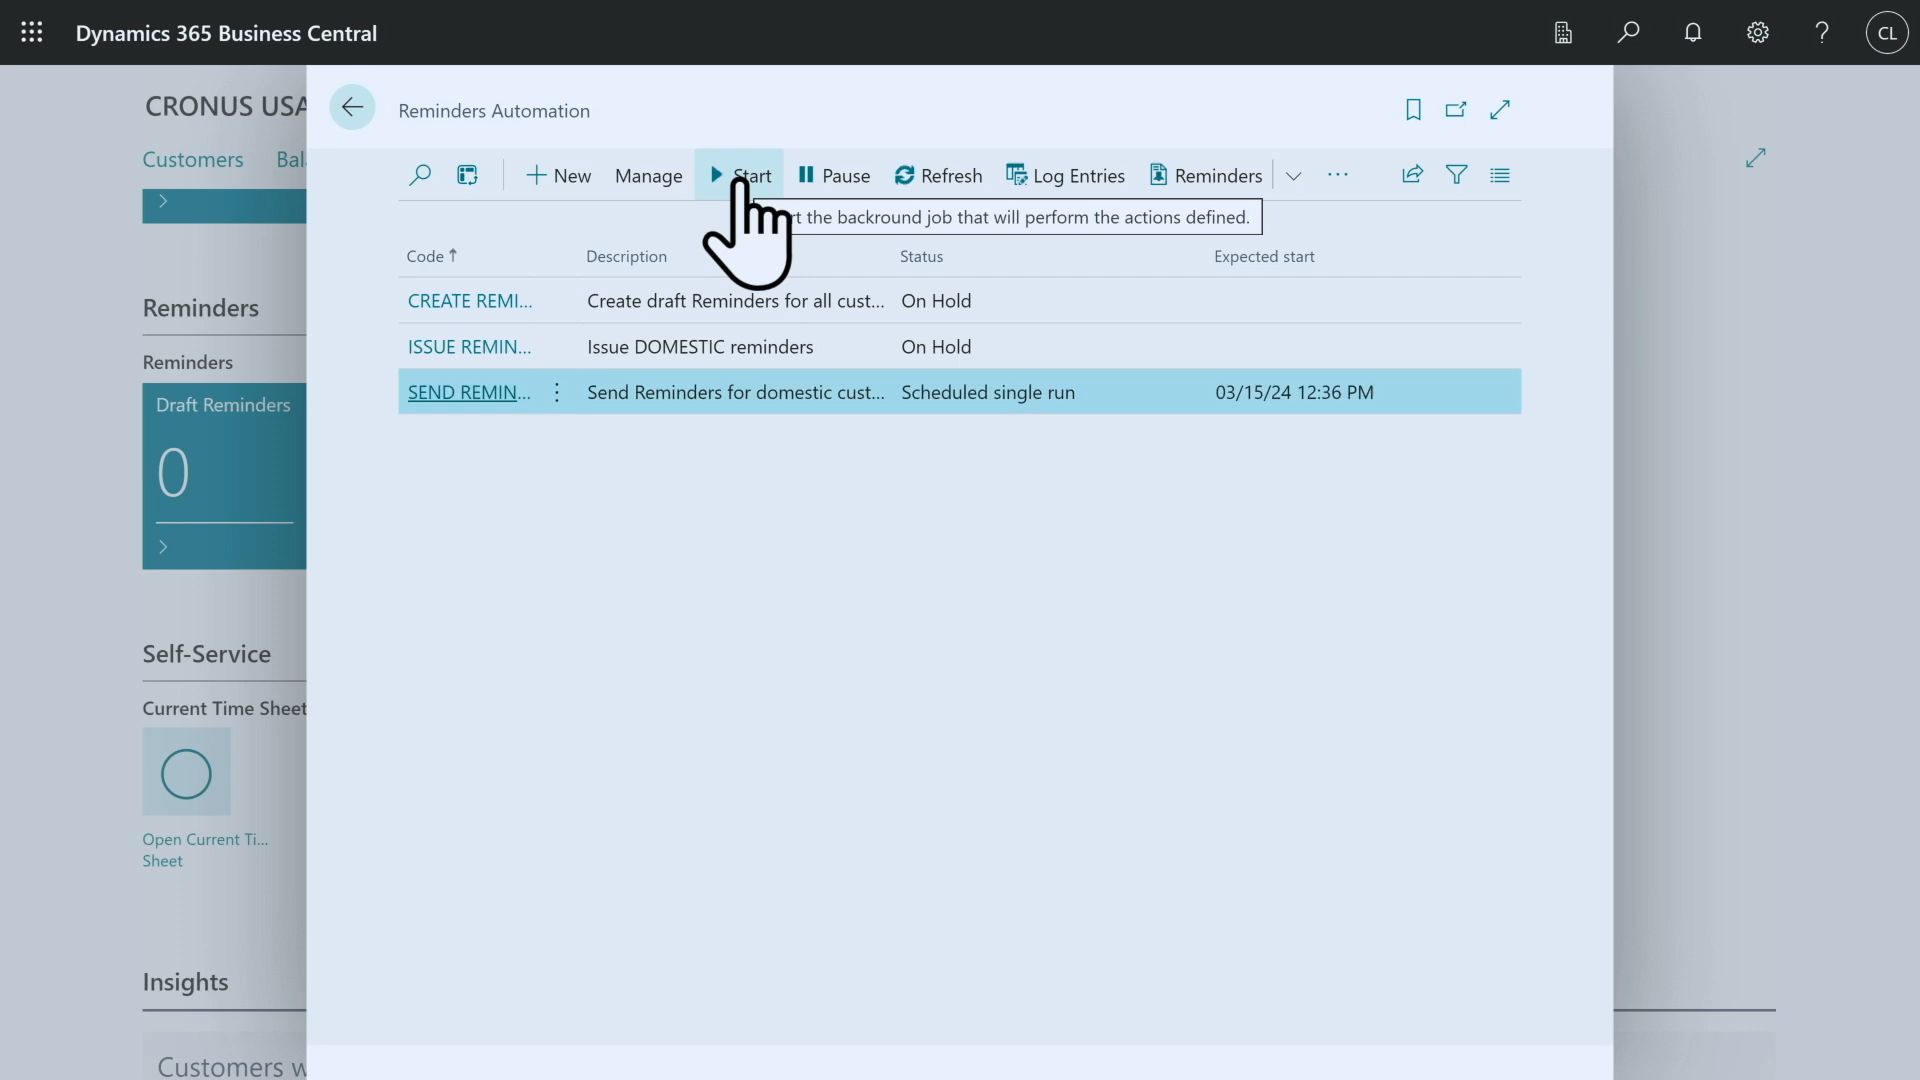 Dynamics 365 Business Central
CL
CRONUS USA
Customers Bal
Reminders Automation
New Manage Start Pause Refresh Log Entries Reminders
the backround job that will perform the actions defined.
Code Description Status Expected start
CREATE REMI... Create draft Reminders for all cust... On Hold
ISSUE REMIN... Issue DOMESTIC reminders On Hold
SEND REMIN... Send Reminders for domestic cust... Scheduled single run 03/15/24 12:36 PM
Reminders
Reminders
Draft Reminders
0
Self-Service
Current Time Sheet
Open Current Ti...
Sheet
Insights
Customers w